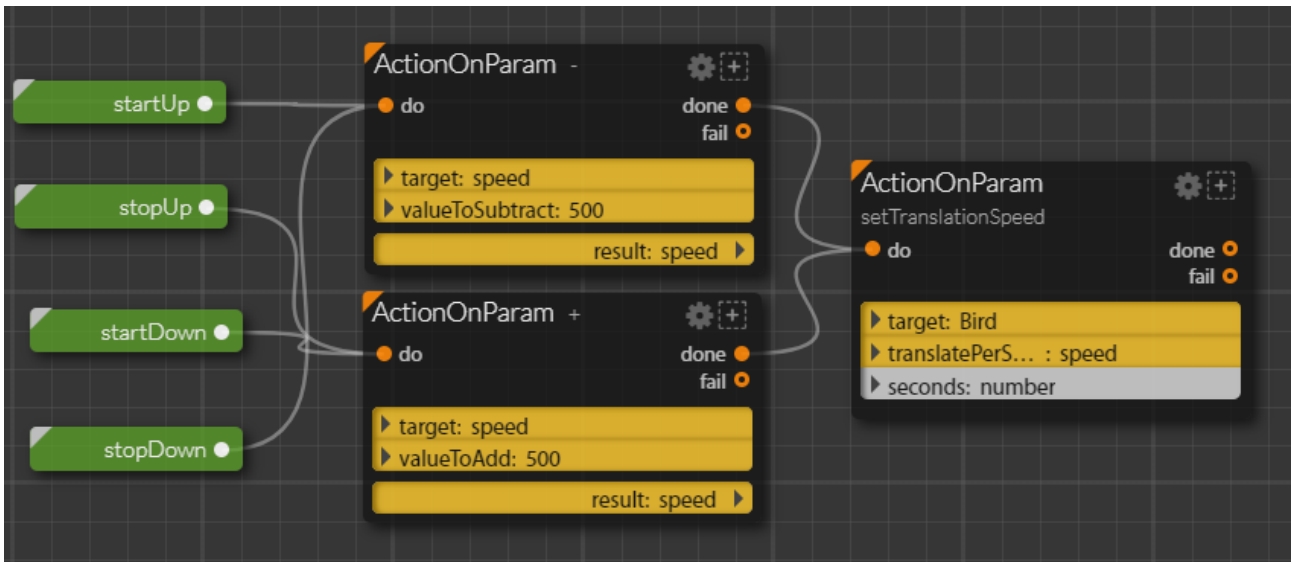 startUp
stopUp
startDown
stopDown
ActionOnParam -
do
done
fail
target: speed
valueToSubtract: 500
result: speed
ActionOnParam +
do
done
fail
target: speed
valueToAdd: 500
result: speed
ActionOnParam
setTranslationSpeed
do
done
fail
target: Bird
translatePerS... : speed
seconds: number